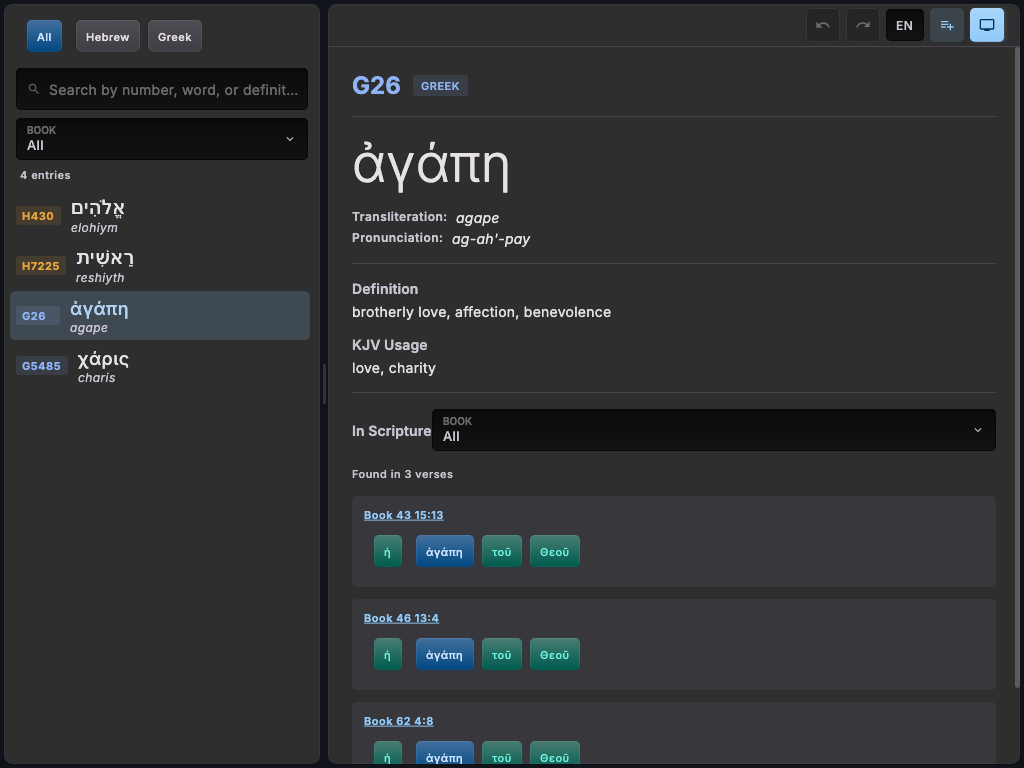 All Hebrew Greek
Search by number, word, or definit...
BOOK
All
4 entries
H430 אֱלֹהִים
elohiym
H7225 רֵאשִׁית
reshiyth
G26 ἀγάπη
agape
G5485 χάρις
charis
EN
G26 GREEK
ἀγάπη
Transliteration: agape
Pronunciation: ag-ah'-pay
Definition
brotherly love, affection, benevolence
KJV Usage
love, charity
In Scripture
BOOK
All
Found in 3 verses
Book 43 15:13
ἡ ἀγάπη τοῦ Θεοῦ
Book 46 13:4
ἡ ἀγάπη τοῦ Θεοῦ
Book 62 4:8
ἡ ἀγάπη τοῦ Θεοῦ